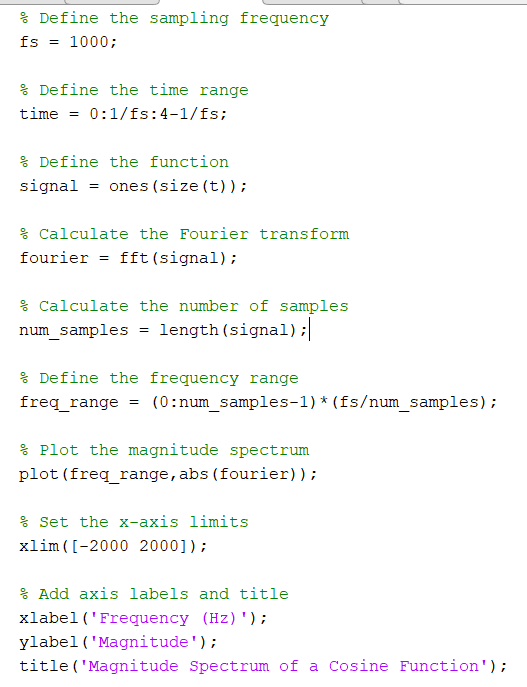 % Define the sampling frequency
fs = 1000;
% Define the time range
time = 0:1/fs:4-1/fs;
% Define the function
signal = ones(size(t));
% Calculate the Fourier transform
fourier = fft(signal);
% Calculate the number of samples
num_samples = length(signal);
% Define the frequency range
freq_range = (0:num_samples-1)*(fs/num_samples);
% Plot the magnitude spectrum
plot(freq_range,abs(fourier));
% Set the x-axis limits
xlim([-2000 2000]);
% Add axis labels and title
xlabel('Frequency (Hz)');
ylabel('Magnitude');
title('Magnitude Spectrum of a Cosine Function');